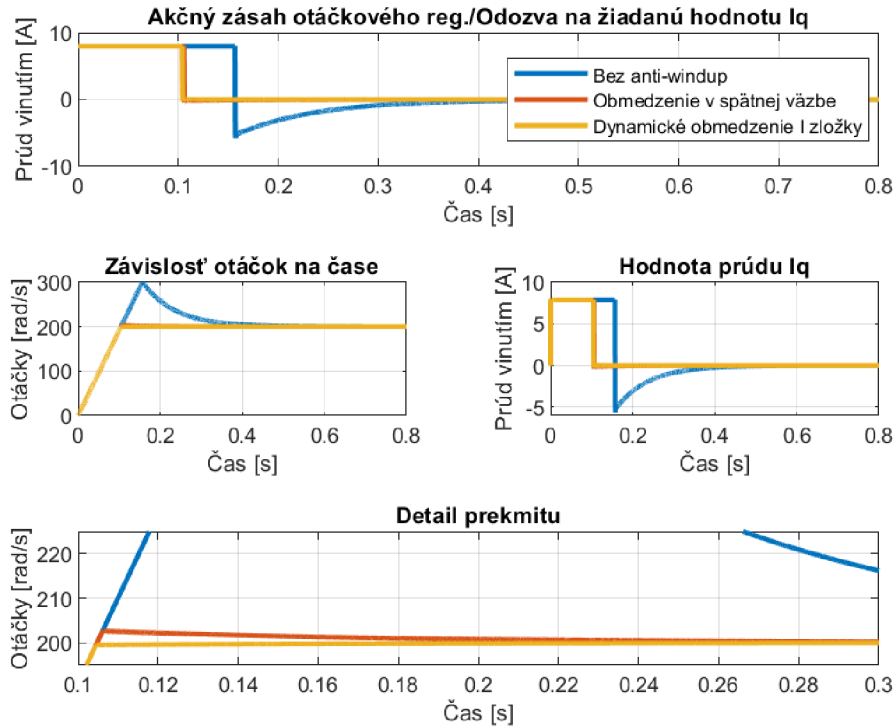 Akčný zásah otáčkového reg./Odozva na žiadanú hodnotu Iq
Prúd vinutím [A]
10
0
-10
Bez anti-windup
Obmedzenie v spätnej väzbe
Dynamické obmedzenie I zložky
0 0.1 0.2 0.3 0.4 0.5 0.6 0.7 0.8
Čas [s]
Závislosť otáčok na čase
Otáčky [rad/s]
300
200
100
0
0 0.2 0.4 0.6 0.8
Čas [s]
Hodnota prúdu Iq
Prúd vinutím [A]
10
5
0
-5
0 0.2 0.4 0.6 0.8
Čas [s]
Detail prekmitu
Otáčky [rad/s]
220
210
200
0.1 0.12 0.14 0.16 0.18 0.2 0.22 0.24 0.26 0.28 0.3
Čas [s]